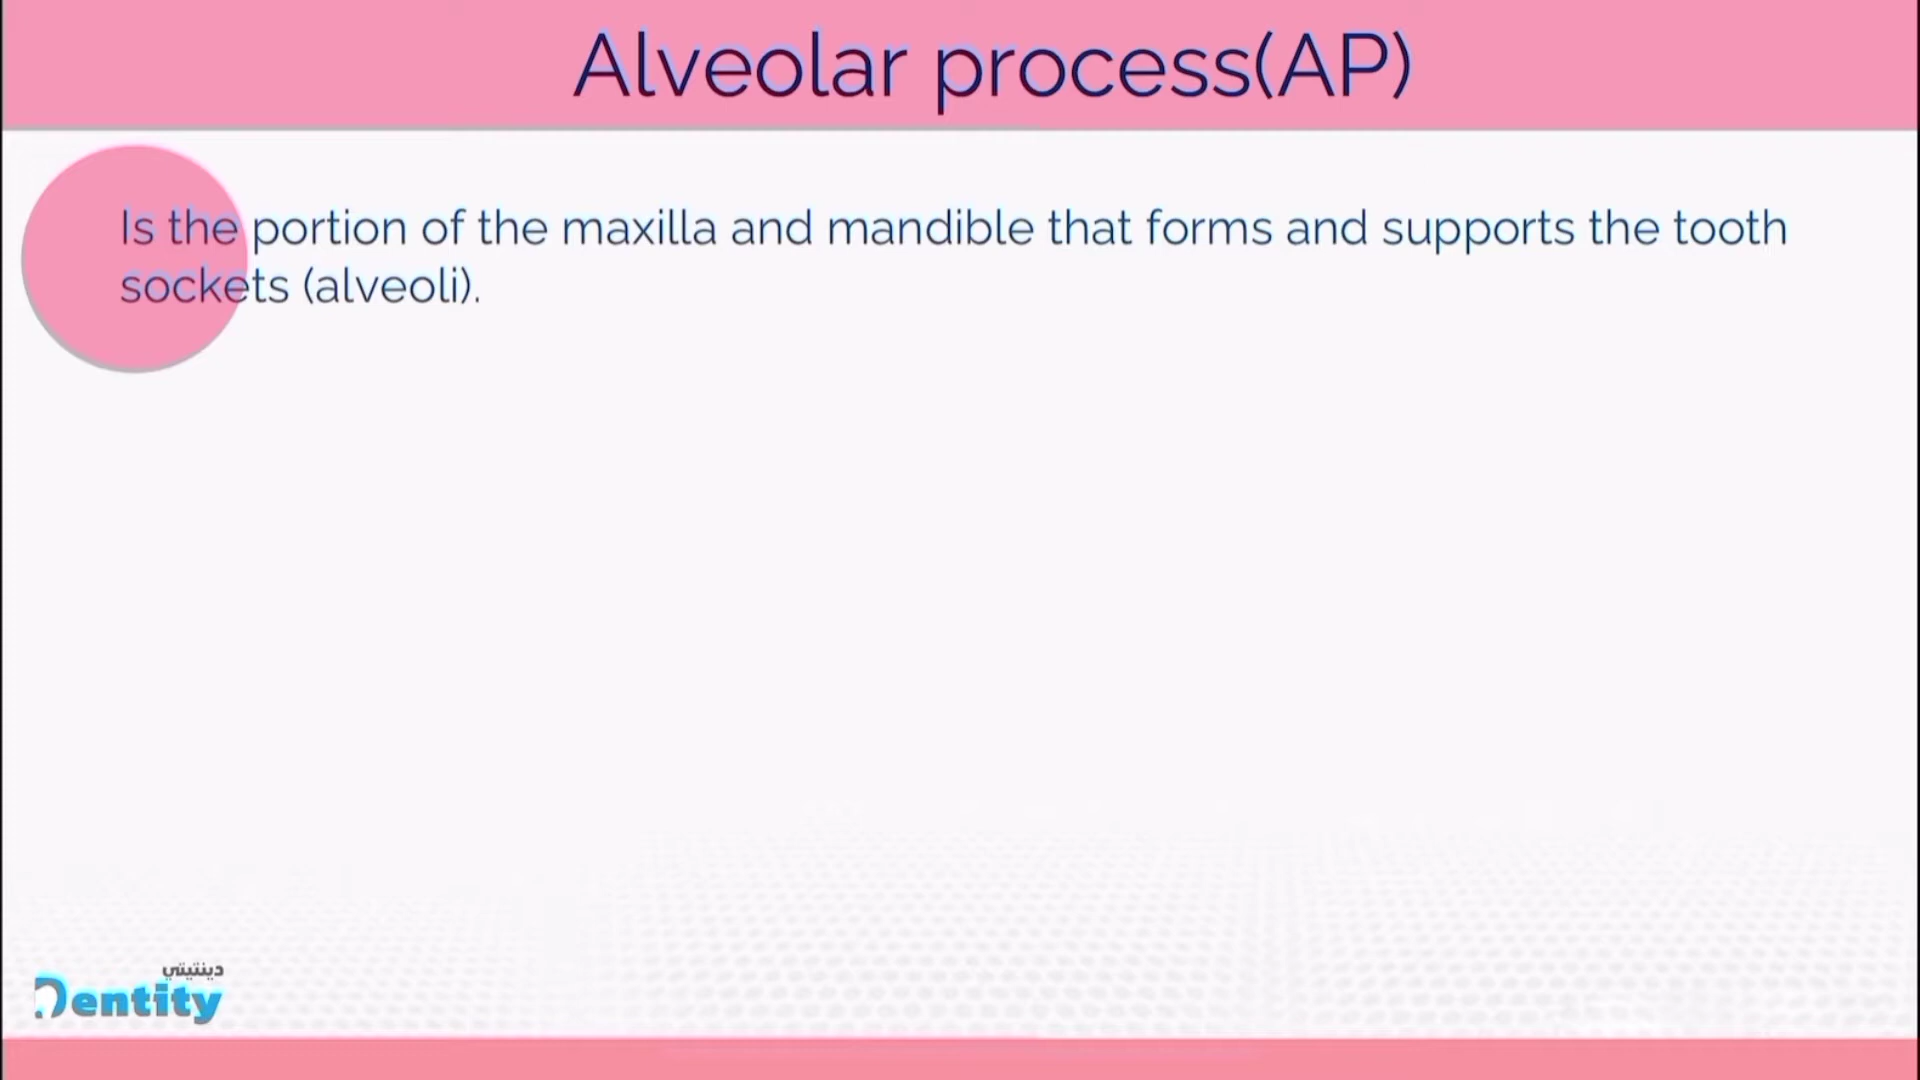 Alveolar process(AP)
Is the portion of the maxilla and mandible that forms and supports the tooth
sockets (alveoli).
دينتيتي
Dentity